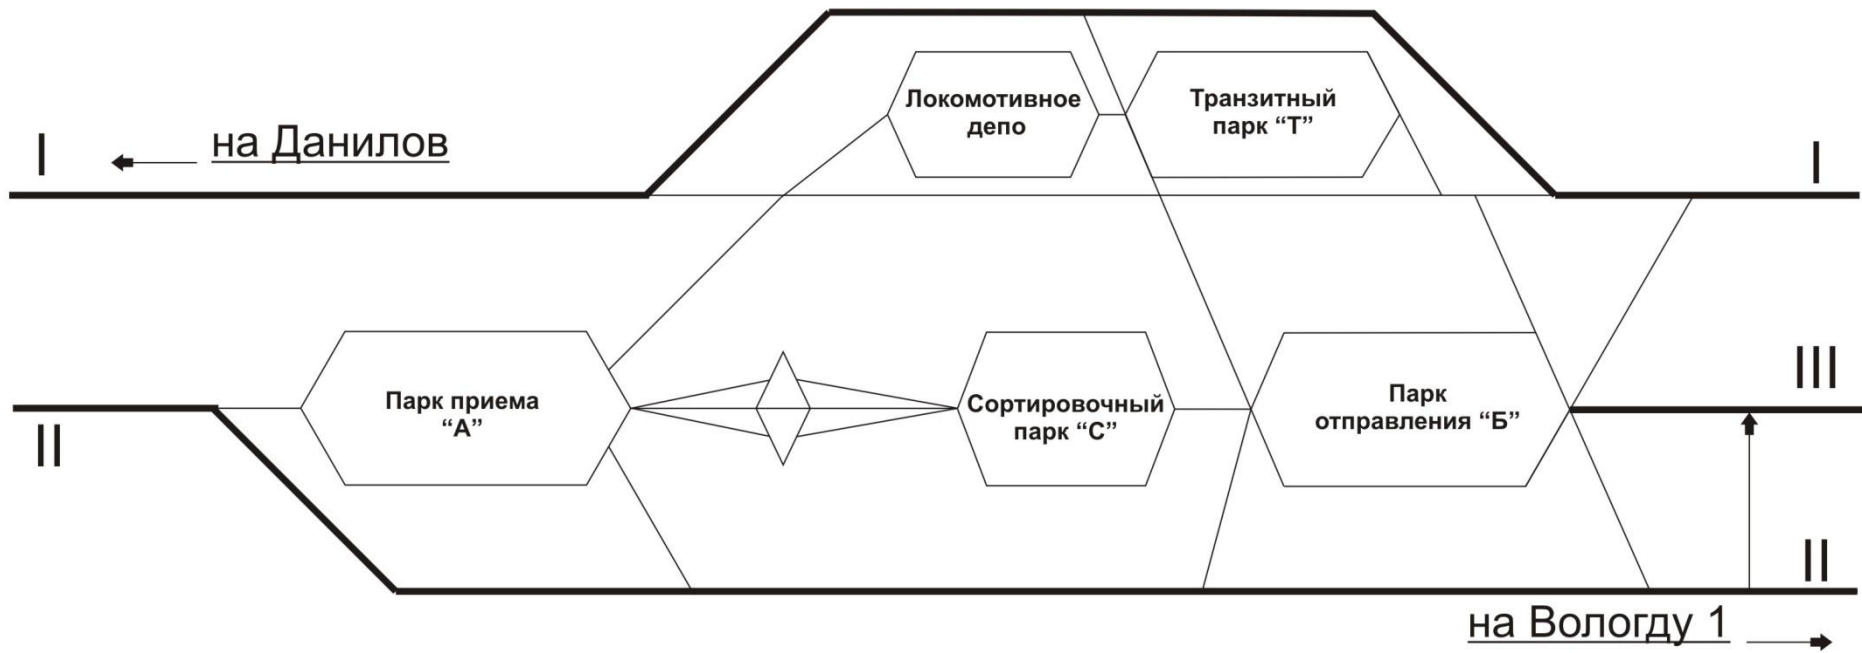 Локомотивное
депо
Транзитный
парк “Т”
I
на Данилов
I
Парк приема
“А”
Сортировочный
парк “С”
Парк
отправления “Б”
III
II
II
на Вологду 1